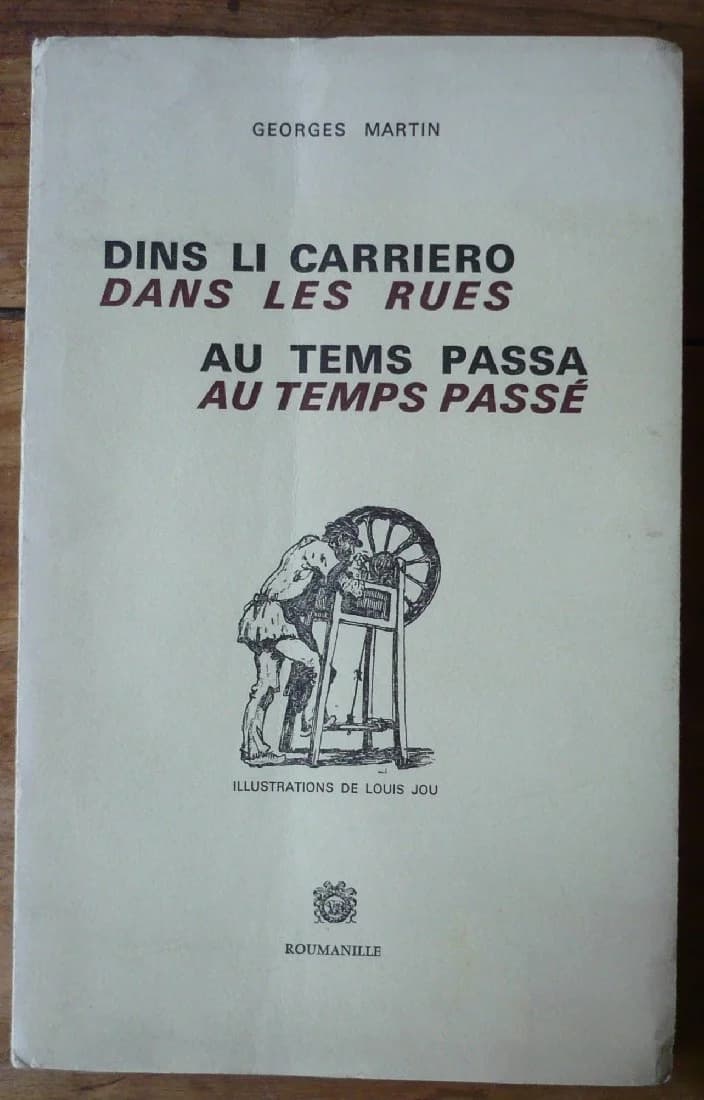 GEORGES MARTIN
DINS LI CARRIERO
DANS LES RUES
AU TEMS PASSA
AU TEMPS PASSÉ
ILLUSTRATIONS DE LOUIS JOU
ROUMANILLE